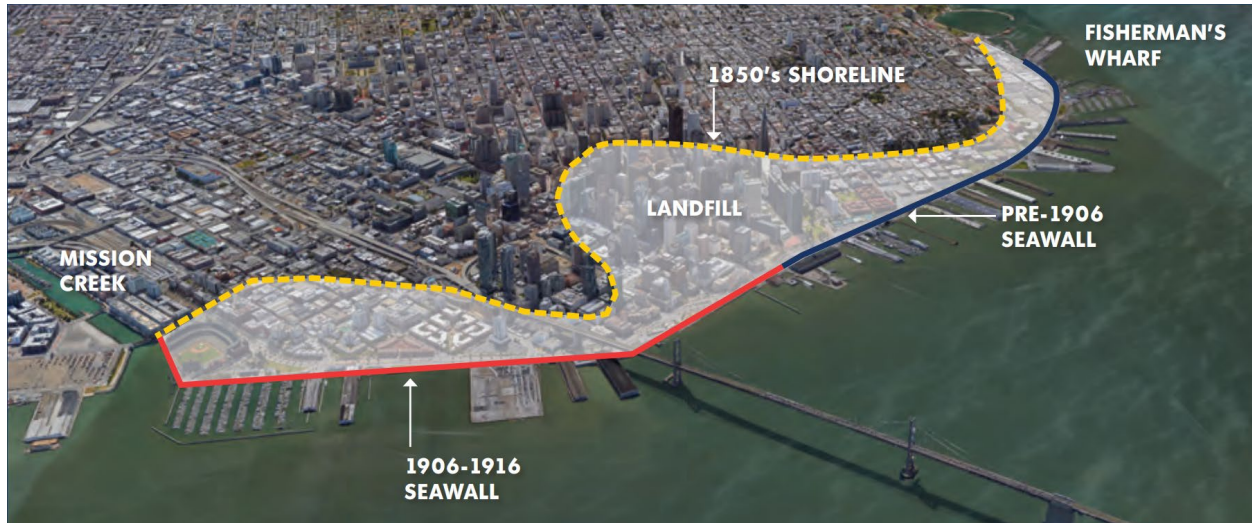 FISHERMAN'S
WHARF
1850's SHORELINE
LANDFILL
PRE-1906
SEAWALL
MISSION
CREEK
1906-1916
SEAWALL